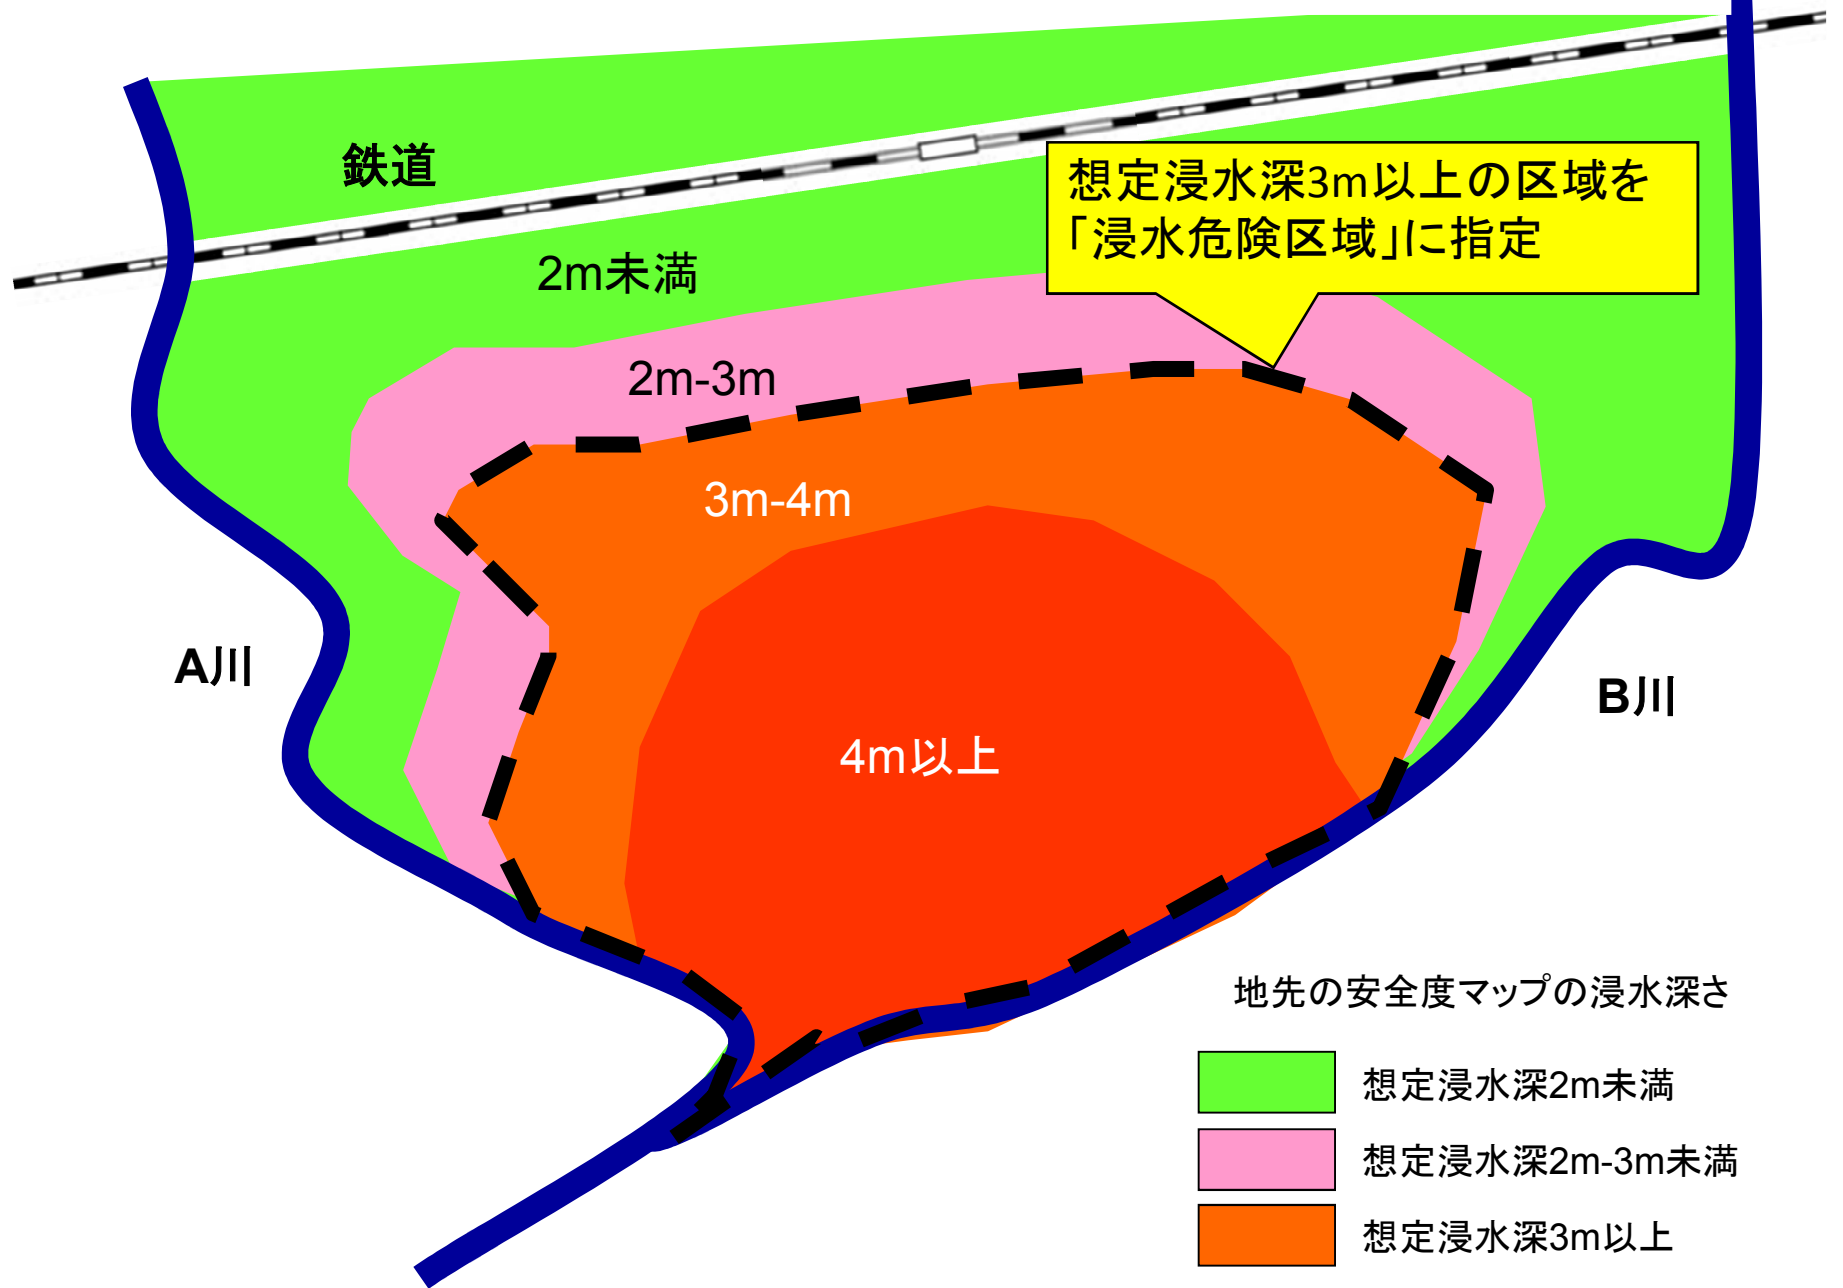 鉄道
想定浸水深3m以上の区域を
「浸水危険区域」に指定
2m未満
2m-3m
3m-4m
4m以上
A川
B川
地先の安全度マップの浸水深さ
想定浸水深2m未満
想定浸水深2m-3m未満
想定浸水深3m以上